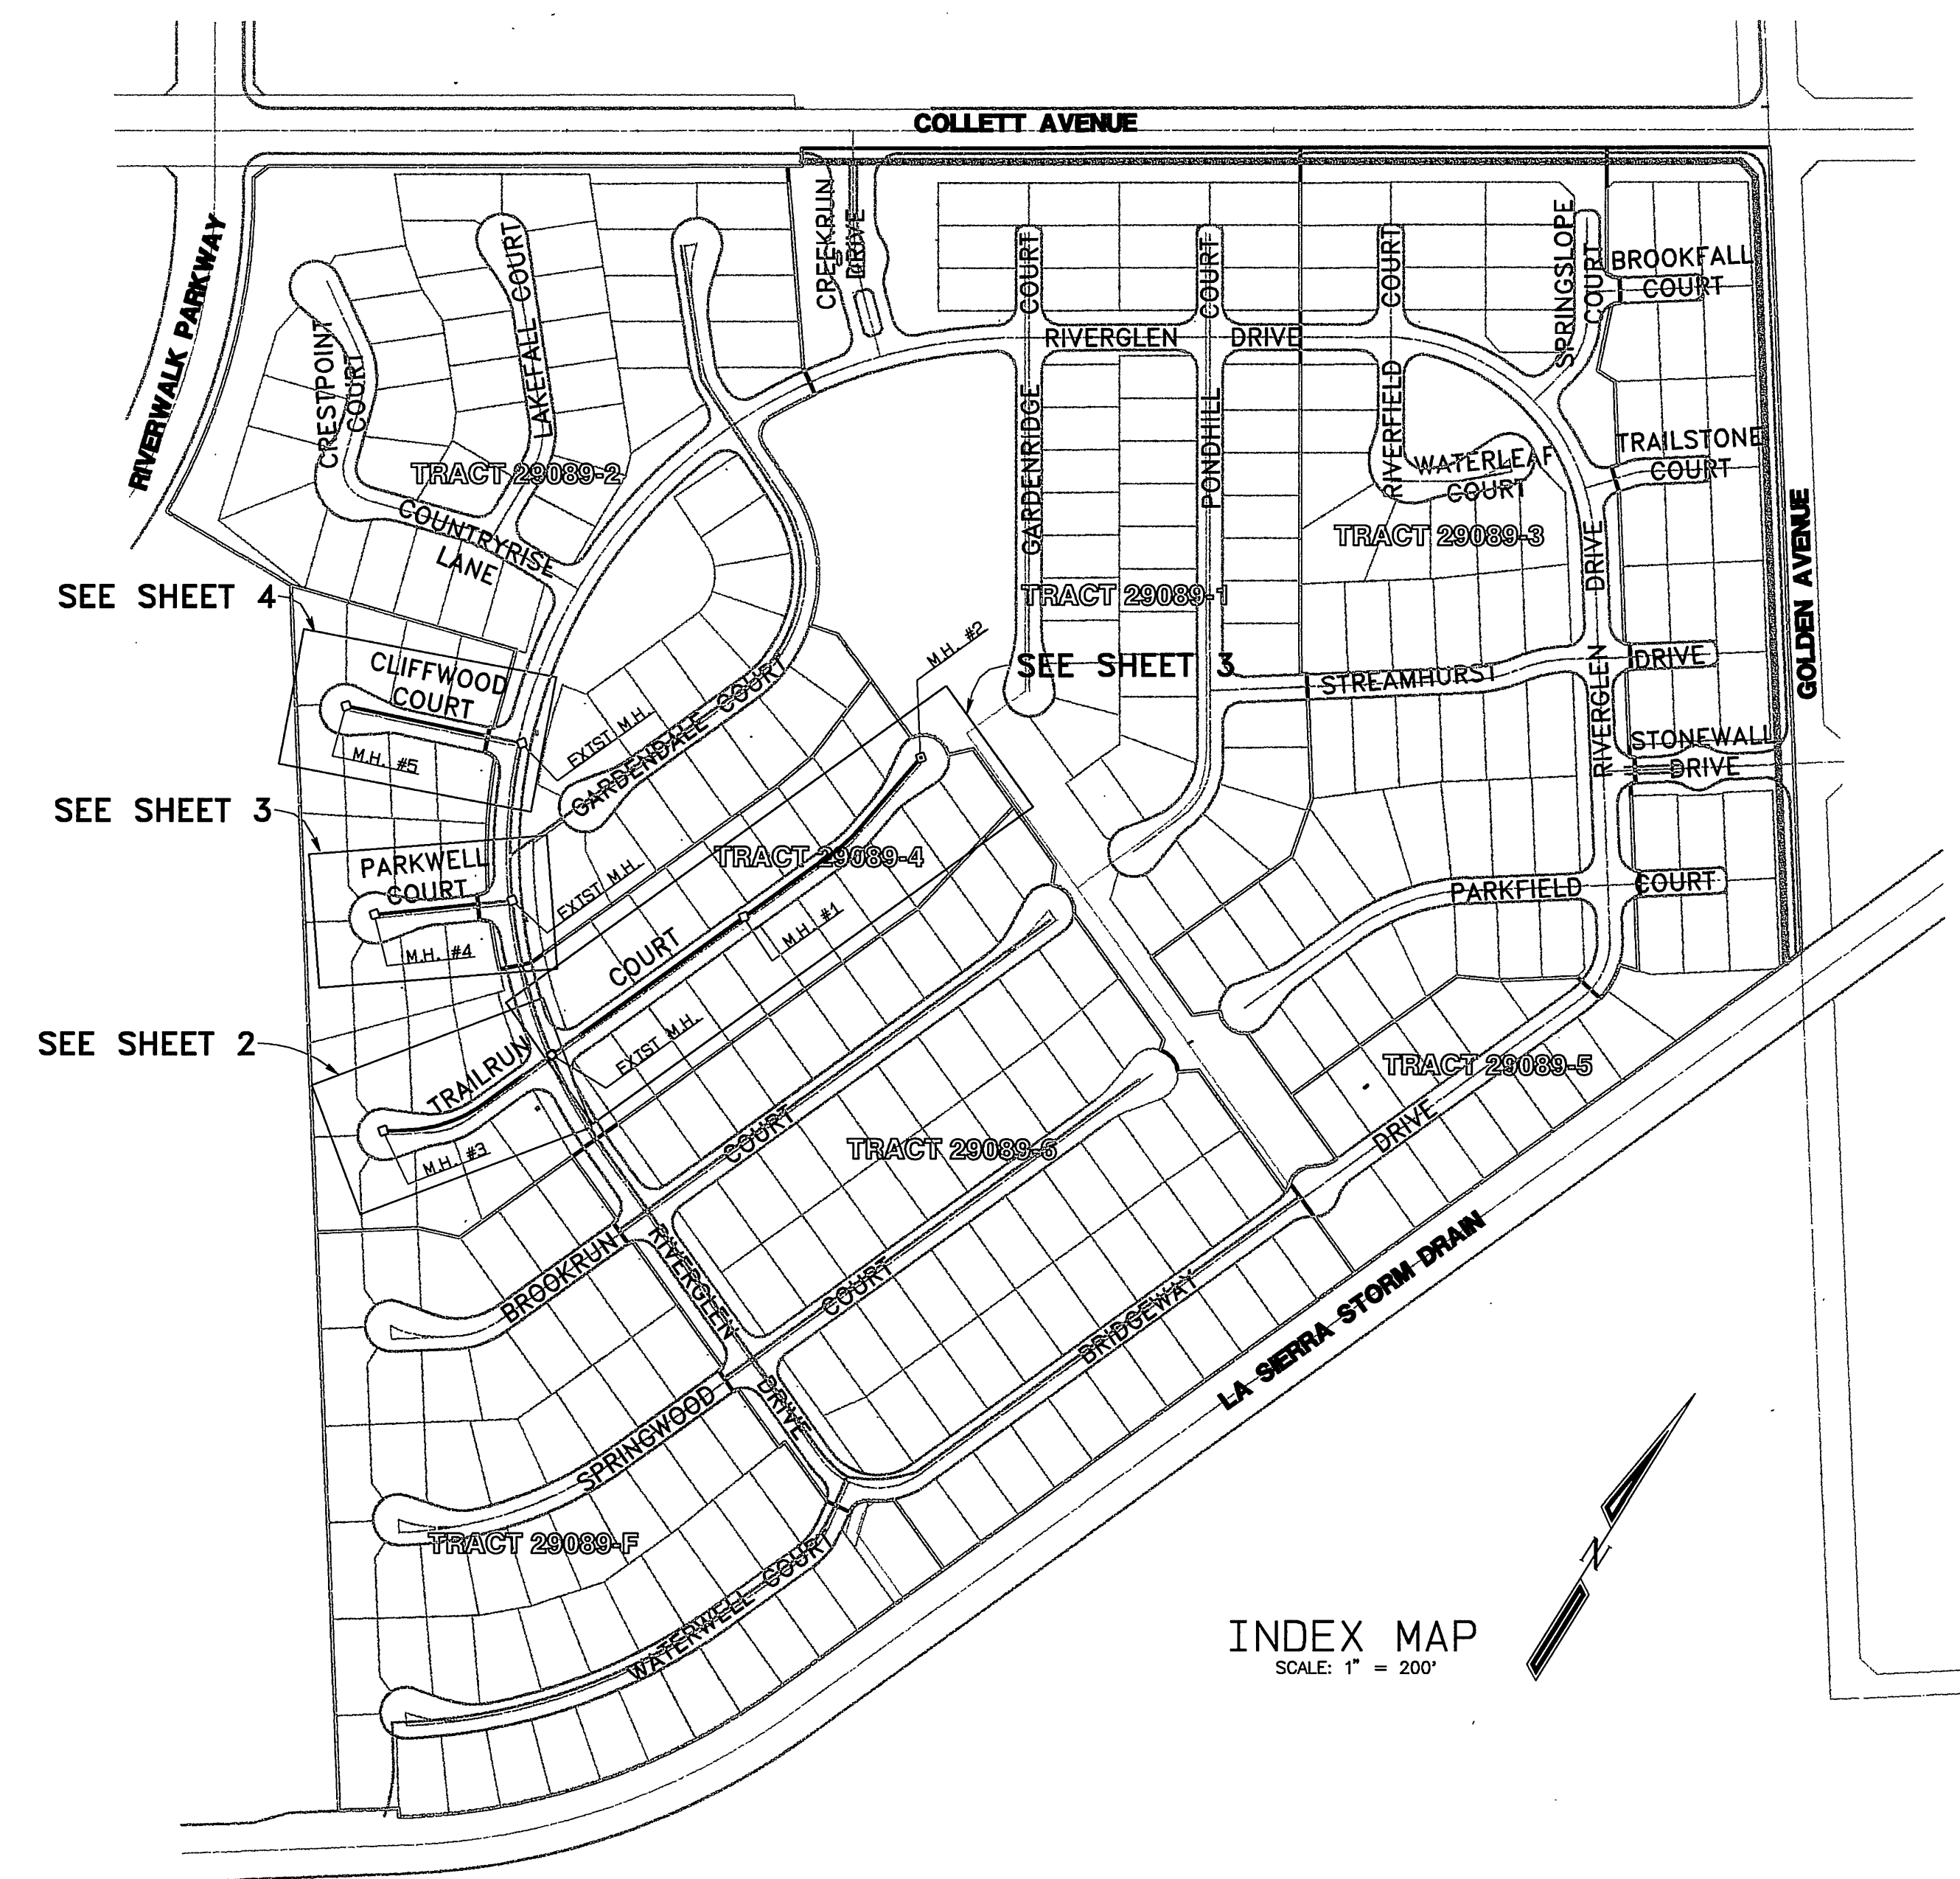 COLLETT AVENUE
RIVERWALK PARKWAY
CREEKRUN
DRIVE
CRESTPOINT
COURT
LAKEFALL COURT
COURT
COURT
COURT
SPRINGSLOPE
COURT
BROOKFALL
COURT
RIVERGLEN DRIVE
GARDENRIDGE
PONDHILL
RIVERFIELD
WATERLEAF
COURT
TRAILSTONE
COURT
TRACT 29089-2
COUNTRYRISE
LANE
TRACT 29089-3
TRACT 29089-1
DRIVE
GOLDEN AVENUE
SEE SHEET 4
CLIFFWOOD
COURT
M.H. #5
EXIST M.H.
GARDENDALE COURT
M.H. #2
SEE SHEET 3
STREAMHURST
DRIVE
RIVERGLEN
STONEWALL
DRIVE
SEE SHEET 3
PARKWELL
COURT
M.H. #4
EXIST M.H.
TRACT 29089-4
M.H. #1
PARKFIELD COURT
COURT
SEE SHEET 2
TRAILRUN
M.H. #3
EXIST M.H.
TRACT 29089-5
COURT
TRACT 29089-6
DRIVE
BROOKRUN
RIVERGLEN
COURT
BRIDGEWAY
LA SIERRA STORM DRAIN
SPRINGWOOD
DRIVE
TRACT 29089-F
WATERWELL COURT
N
INDEX MAP
SCALE: 1" = 200'